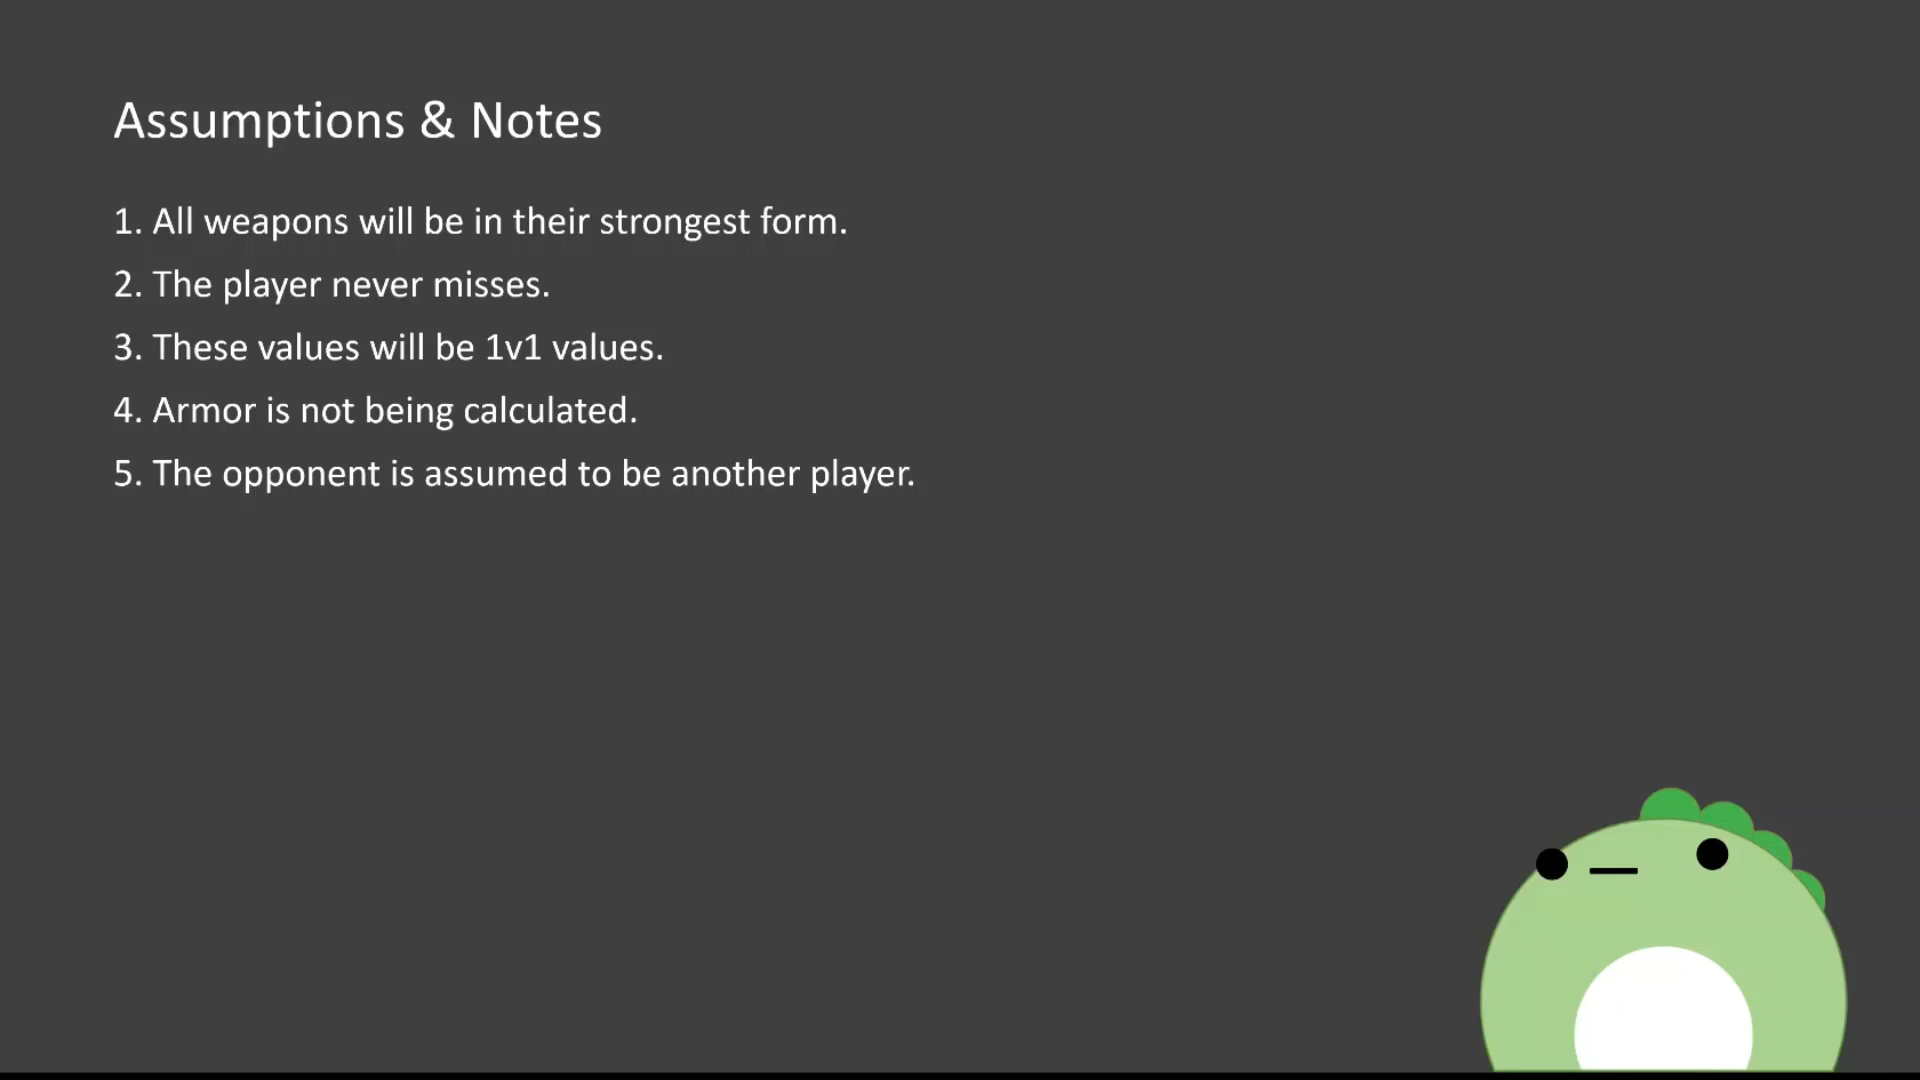 Assumptions & Notes
1. All weapons will be in their strongest form.
2. The player never misses.
3. These values will be 1v1 values.
4. Armor is not being calculated.
5. The opponent is assumed to be another player.